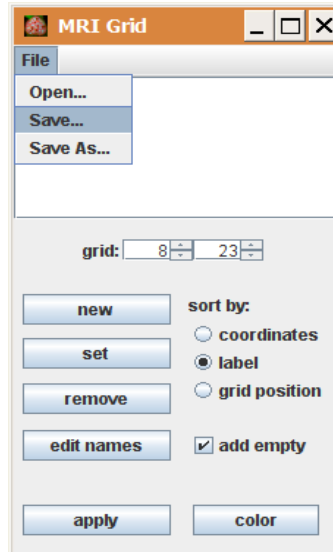 MRI Grid
File
Open...
Save...
Save As...
grid: 8 23
new
set
remove
edit names
sort by:
coordinates
label
grid position
add empty
apply
color